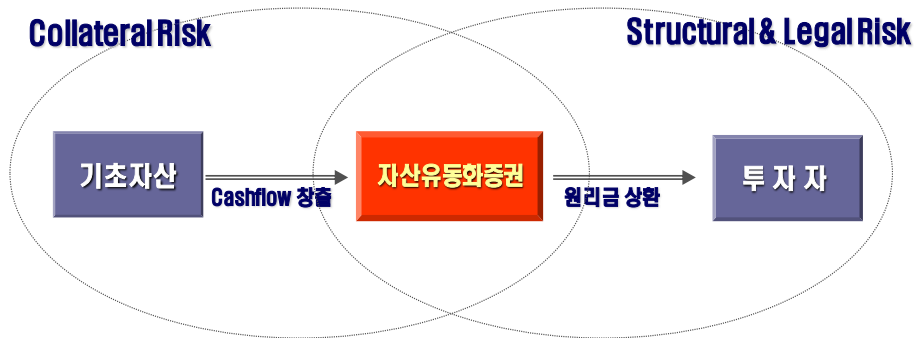 Collateral Risk
Structural & Legal Risk
기초자산
Cashflow 창출
자산유동화증권
원리금 상환
투 자 자